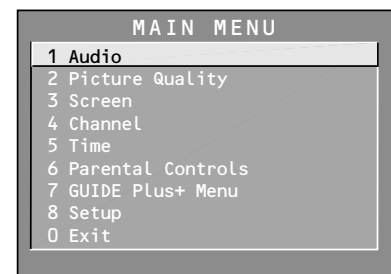 MAIN MENU
1 Audio
2 Picture Quality
3 Screen
4 Channel
5 Time
6 Parental Controls
7 GUIDE Plus+ Menu
8 Setup
0 Exit